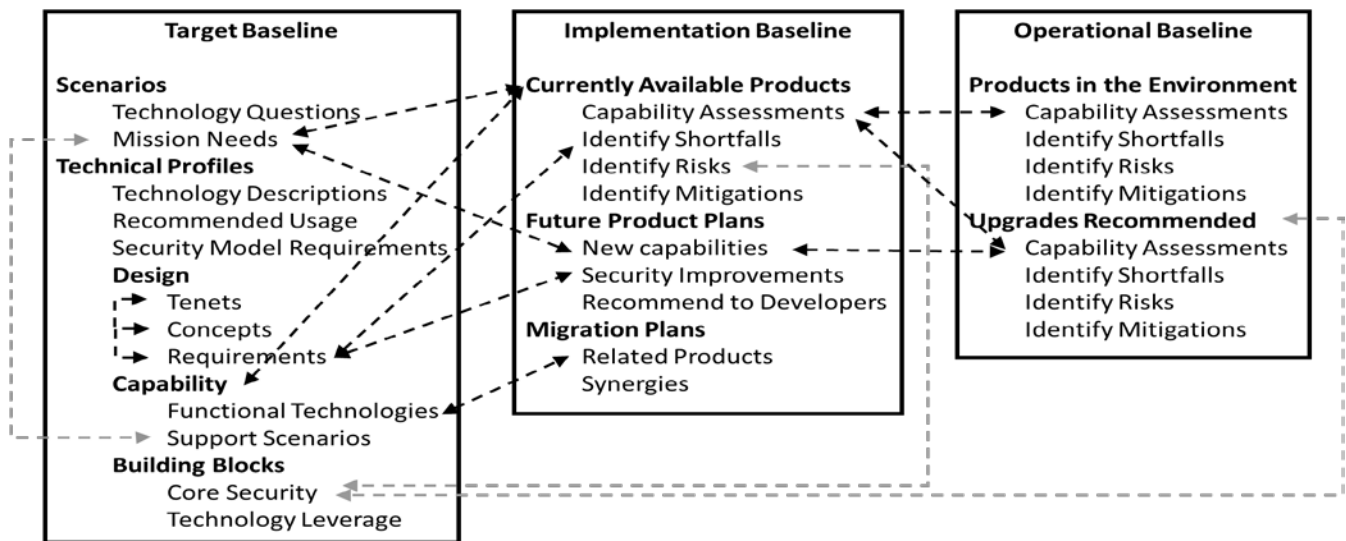 Target Baseline
Scenarios
Technology Questions
Mission Needs
Technical Profiles
Technology Descriptions
Recommended Usage
Security Model Requirements
Design
Tenets
Concepts
Requirements
Capability
Functional Technologies
Support Scenarios
Building Blocks
Core Security
Technology Leverage
Implementation Baseline
Currently Available Products
Capability Assessments
Identify Shortfalls
Identify Risks
Identify Mitigations
Future Product Plans
New capabilities
Security Improvements
Recommend to Developers
Migration Plans
Related Products
Synergies
Operational Baseline
Products in the Environment
Capability Assessments
Identify Shortfalls
Identify Risks
Identify Mitigations
Upgrades Recommended
Capability Assessments
Identify Shortfalls
Identify Risks
Identify Mitigations